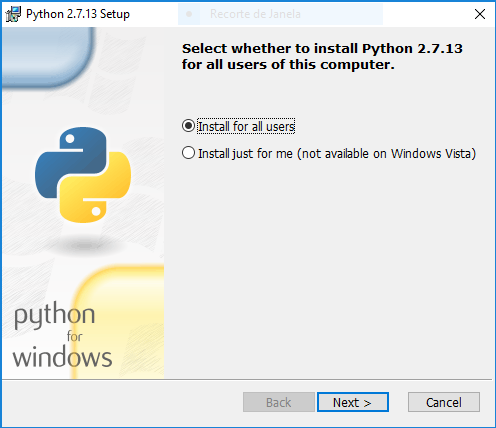 Python 2.7.13 Setup
Recorte de Janela
Select whether to install Python 2.7.13
for all users of this computer.
Install for all users
Install just for me (not available on Windows Vista)
python
for
windows
Back
Next >
Cancel